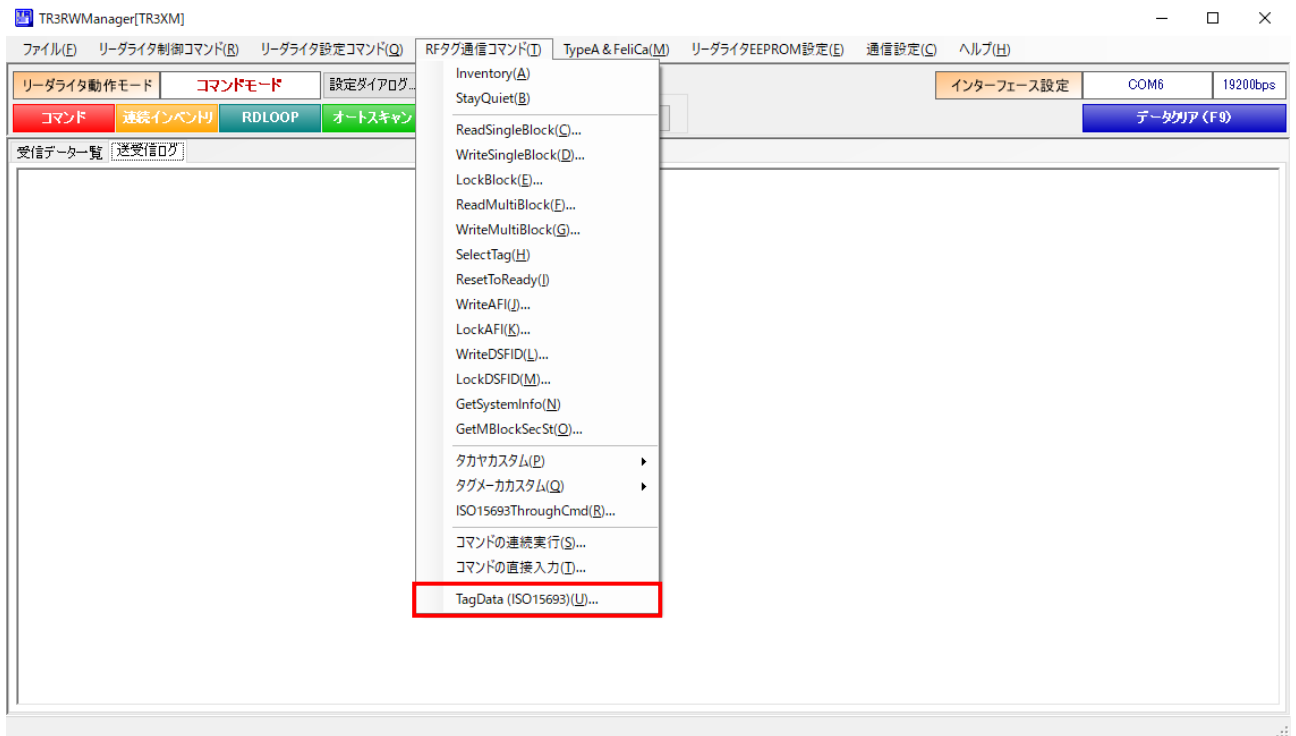 TR3RWManager[TR3XM]
ファイル(F) リーダライタ制御コマンド(R) リーダライタ設定コマンド(Q) RFタグ通信コマンド(T) TypeA & FeliCa(M) リーダライタEEPROM設定(E) 通信設定(C) ヘルプ(H)
リーダライタ動作モード コマンドモード 設定ダイアログ... インターフェース設定 COM6 19200bps
コマンド 連続インベントリ RDLOOP オートスキャン データクリア (F9)
受信データ一覧 送受信ログ
Inventory(A)
StayQuiet(B)
ReadSingleBlock(C)...
WriteSingleBlock(D)...
LockBlock(E)...
ReadMultiBlock(F)...
WriteMultiBlock(G)...
SelectTag(H)
ResetToReady(I)
WriteAFI(J)...
LockAFI(K)...
WriteDSFID(L)...
LockDSFID(M)...
GetSystemInfo(N)
GetMBlockSecSt(O)...
タカヤカスタム(P)
タグメーカカスタム(Q)
ISO15693ThroughCmd(R)...
コマンドの連続実行(S)...
コマンドの直接入力(T)...
TagData (ISO15693)(U)...